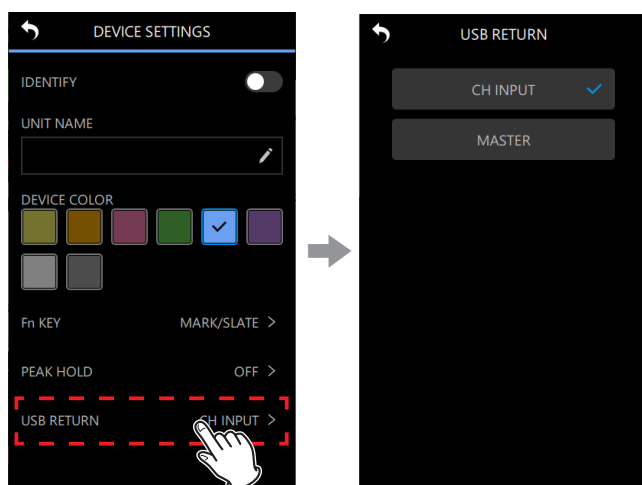 DEVICE SETTINGS
IDENTIFY
UNIT NAME
DEVICE COLOR
Fn KEY MARK/SLATE >
PEAK HOLD OFF >
USB RETURN CH INPUT >
USB RETURN
CH INPUT
MASTER